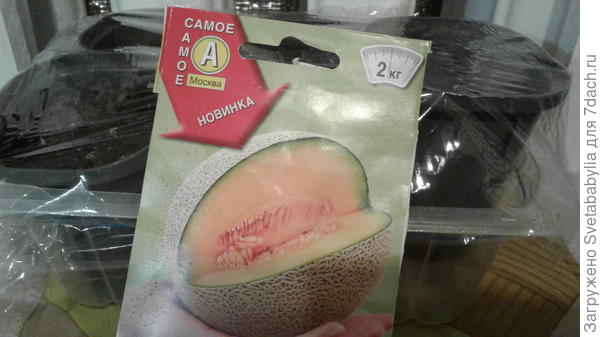 САМОЕ
САМОЕ
А
Москва
НОВИНКА
2 кг
Загружено Svetababylia для 7dach.ru